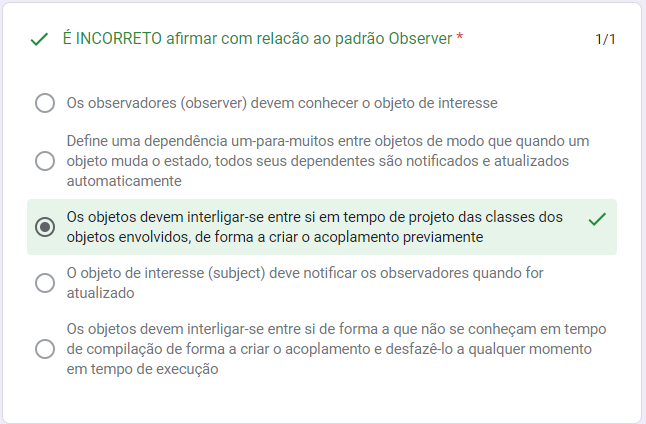 É INCORRETO afirmar com relacão ao padrão Observer * 1/1
Os observadores (observer) devem conhecer o objeto de interesse
Define uma dependência um-para-muitos entre objetos de modo que quando um
objeto muda o estado, todos seus dependentes são notificados e atualizados
automaticamente
Os objetos devem interligar-se entre si em tempo de projeto das classes dos
objetos envolvidos, de forma a criar o acoplamento previamente
O objeto de interesse (subject) deve notificar os observadores quando for
atualizado
Os objetos devem interligar-se entre si de forma a que não se conheçam em tempo
de compilação de forma a criar o acoplamento e desfazê-lo a qualquer momento
em tempo de execução